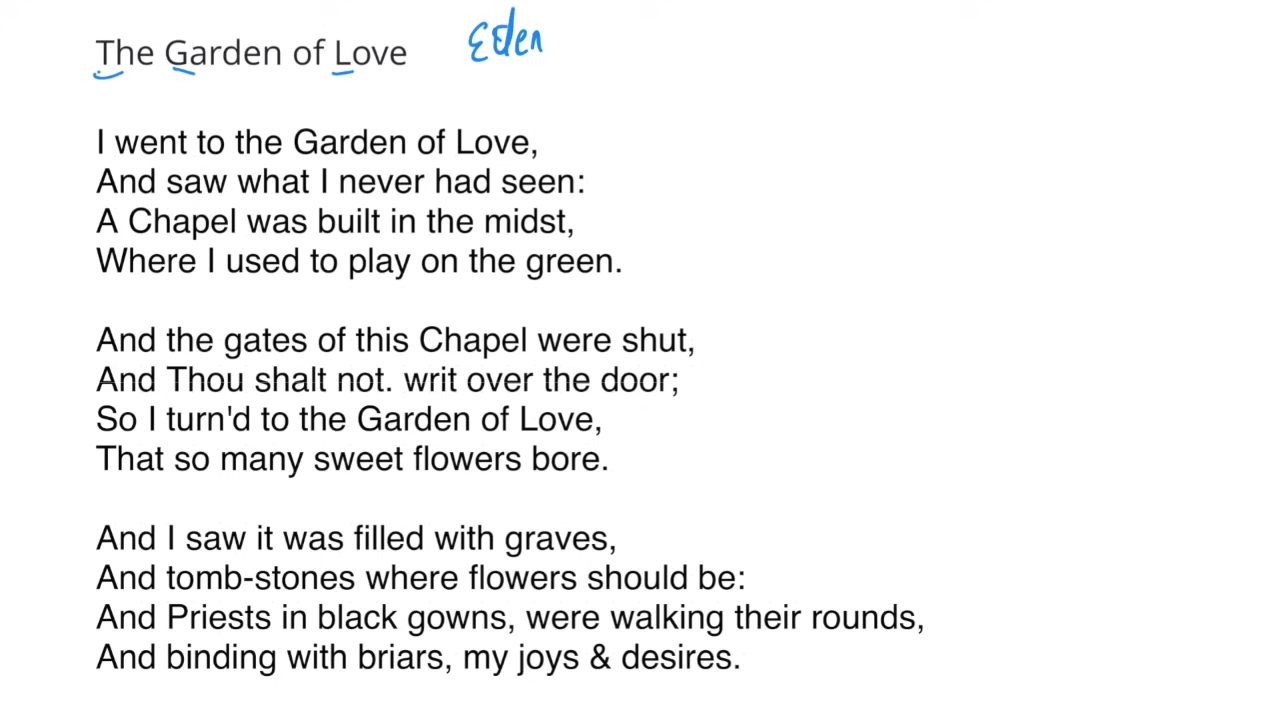 The Garden of Love Eden
I went to the Garden of Love,
And saw what I never had seen:
A Chapel was built in the midst,
Where I used to play on the green.
And the gates of this Chapel were shut,
And Thou shalt not. writ over the door;
So I turn'd to the Garden of Love,
That so many sweet flowers bore.
And I saw it was filled with graves,
And tomb-stones where flowers should be:
And Priests in black gowns, were walking their rounds,
And binding with briars, my joys & desires.